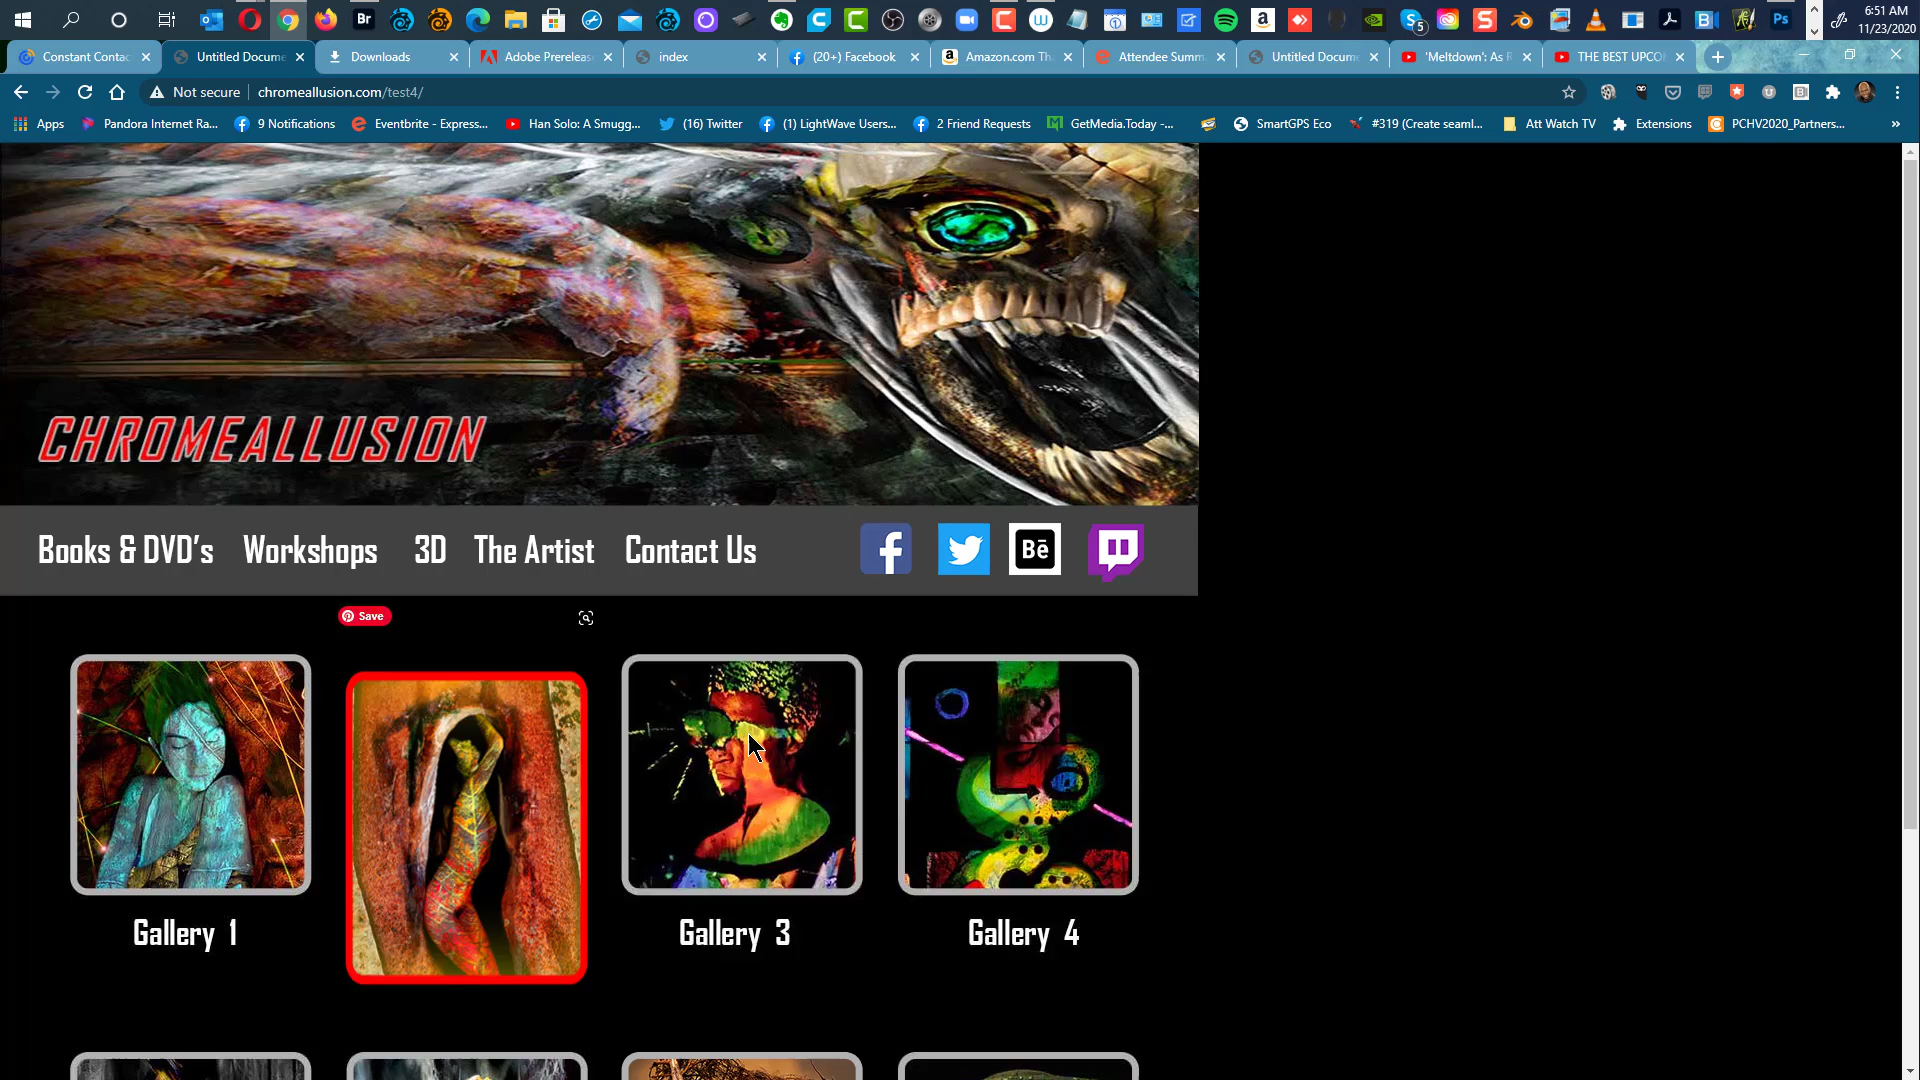 6:51 AM
11/23/2020
Constant Contac
Untitled Docume
Downloads
Adobe Prerelease
index
(20+) Facebook
Amazon.com Th
Attendee Summ
Untitled Docume
'Meltdown': As R
THE BEST UPCO
Not secure
chromeallusion.com/test4/
Apps
Pandora Internet Ra...
9 Notifications
Eventbrite - Express...
Han Solo: A Smugg...
(16) Twitter
(1) LightWave Users...
2 Friend Requests
GetMedia.Today -...
SmartGPS Eco
#319 (Create seaml...
Att Watch TV
Extensions
PCHV2020_Partners...
CHROMEALLUSION
Books & DVD's Workshops 3D The Artist Contact Us
Bē
Save
Gallery 1
Gallery 3
Gallery 4